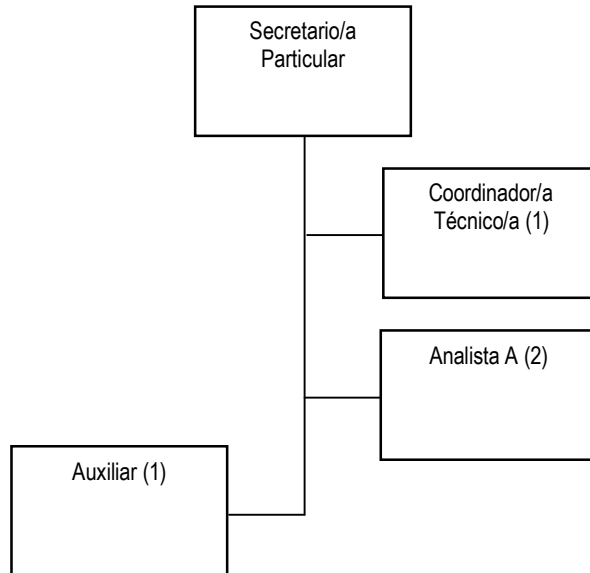 Secretario/a
Particular
Coordinador/a
Técnico/a (1)
Analista A (2)
Auxiliar (1)